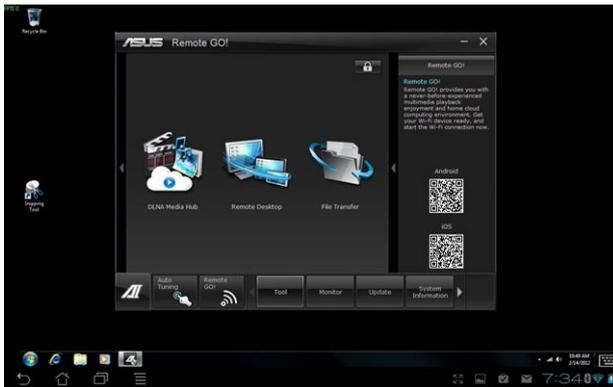 Recycle Bin
ASUS Remote GO!
Remote GO!
Remote GO!
Remote GO! provides you with
a never-before-experienced
multimedia playback
enjoyment and home cloud
computing environment. Get
your Wi-Fi device ready, and
start the Wi-Fi connection now.
Android
iOS
DLNA Media Hub
Remote Desktop
File Transfer
Snipping
Tool
Auto
Tuning
Remote
GO!
Tool
Monitor
Update
System
Information
10:49 AM
2/14/2012
7:34